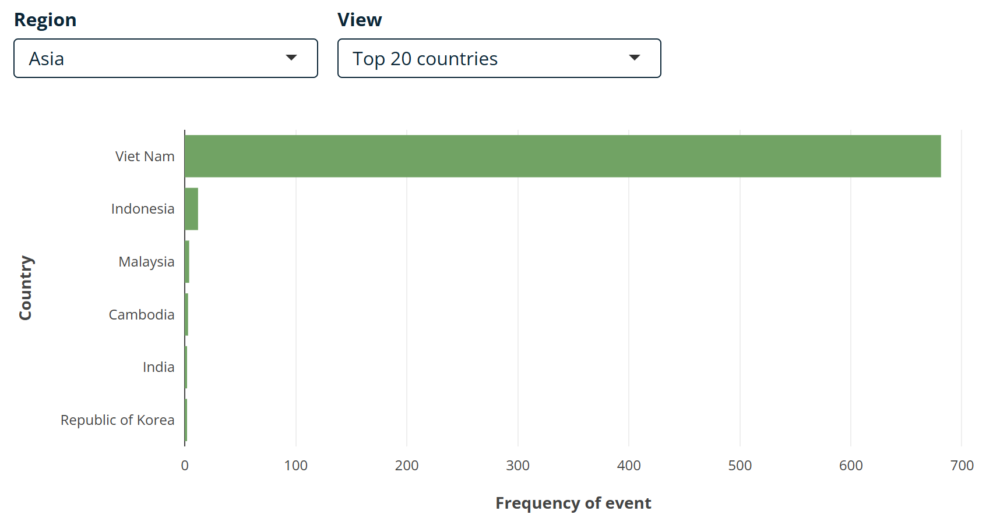 Region
View
Asia
Top 20 countries
Country
Viet Nam
Indonesia
Malaysia
Cambodia
India
Republic of Korea
0 100 200 300 400 500 600 700
Frequency of event